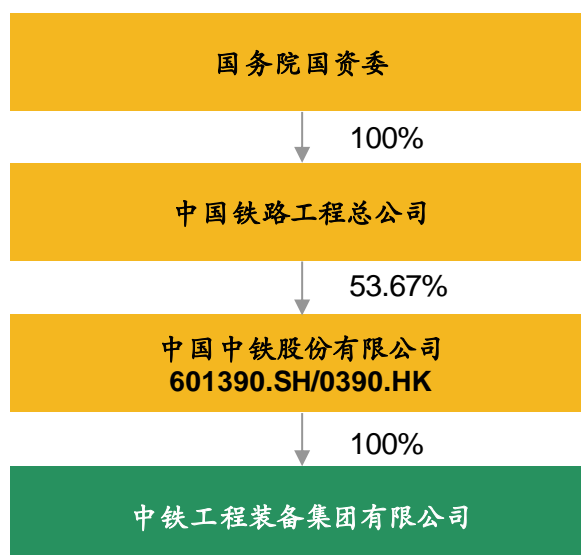 国务院国资委
100%
中国铁路工程总公司
53.67%
中国中铁股份有限公司
601390.SH/0390.HK
100%
中铁工程装备集团有限公司